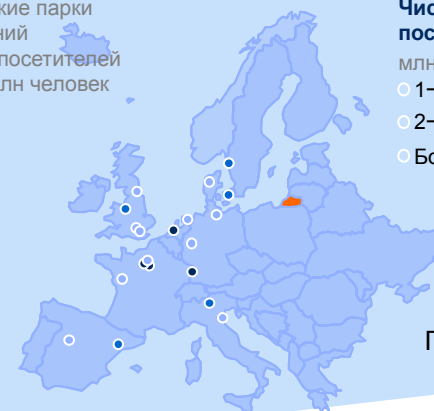 кие парки
ний
посетителей
лн человек
Чис
пос
млн
1–
2–
Бо
П